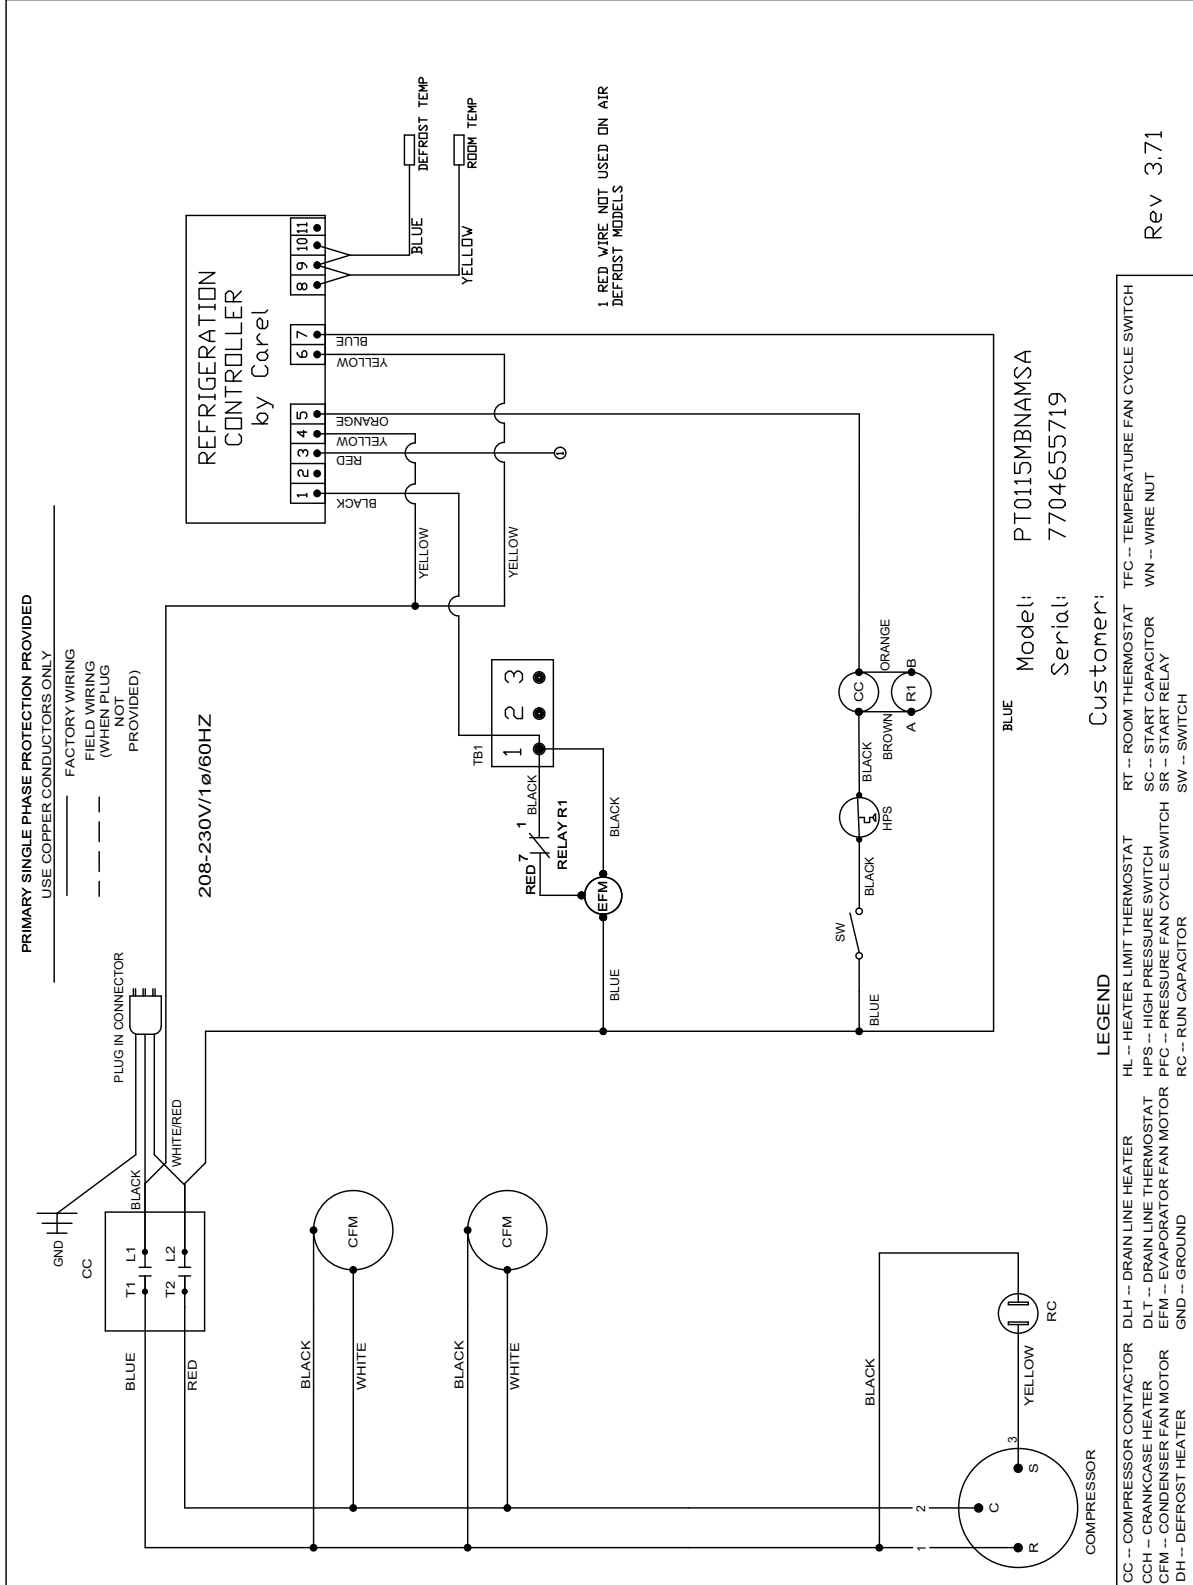 PRIMARY SINGLE PHASE PROTECTION PROVIDED
USE COPPER CONDUCTORS ONLY
FACTORY WIRING
FIELD WIRING
(WHEN PLUG
NOT
PROVIDED)
208-230V/1ø/60HZ
PLUG IN CONNECTOR
GND
CC
T1 L1
T2 L2
BLACK
WHITE/RED
BLUE
RED
REFRIGERATION
CONTROLLER
by Carel
1 2 3 4 5 6 7 8 9 10 11
BLACK
RED
YELLOW
ORANGE
YELLOW
BLUE
BLUE
DEFROST TEMP
YELLOW
ROOM TEMP
1
1 RED WIRE NOT USED ON AIR
DEFROST MODELS
YELLOW
YELLOW
TB1
1 2 3
BLACK
RED 7 1
RELAY R1
BLACK
EFM
BLUE
BLACK
CFM
WHITE
BLACK
CFM
WHITE
BLUE
SW
BLACK
HPS
BLACK
CC
BROWN
ORANGE
A R1 B
BLUE
BLACK
RC
YELLOW
1
2
3
R C S
COMPRESSOR
Model: PT0115MBNAMSA
Serial: 7704655719
Customer:
Rev 3.71
LEGEND
CC -- COMPRESSOR CONTACTOR
CCH -- CRANKCASE HEATER
CFM -- CONDENSER FAN MOTOR
DH -- DEFROST HEATER
DLH -- DRAIN LINE HEATER
DLT -- DRAIN LINE THERMOSTAT
EFM -- EVAPORATOR FAN MOTOR
GND -- GROUND
HL -- HEATER LIMIT THERMOSTAT
HPS -- HIGH PRESSURE SWITCH
PFC -- PRESSURE FAN CYCLE SWITCH
RC -- RUN CAPACITOR
RT -- ROOM THERMOSTAT
SC -- START CAPACITOR
SR -- START RELAY
SW -- SWITCH
TFC -- TEMPERATURE FAN CYCLE SWITCH
WN -- WIRE NUT